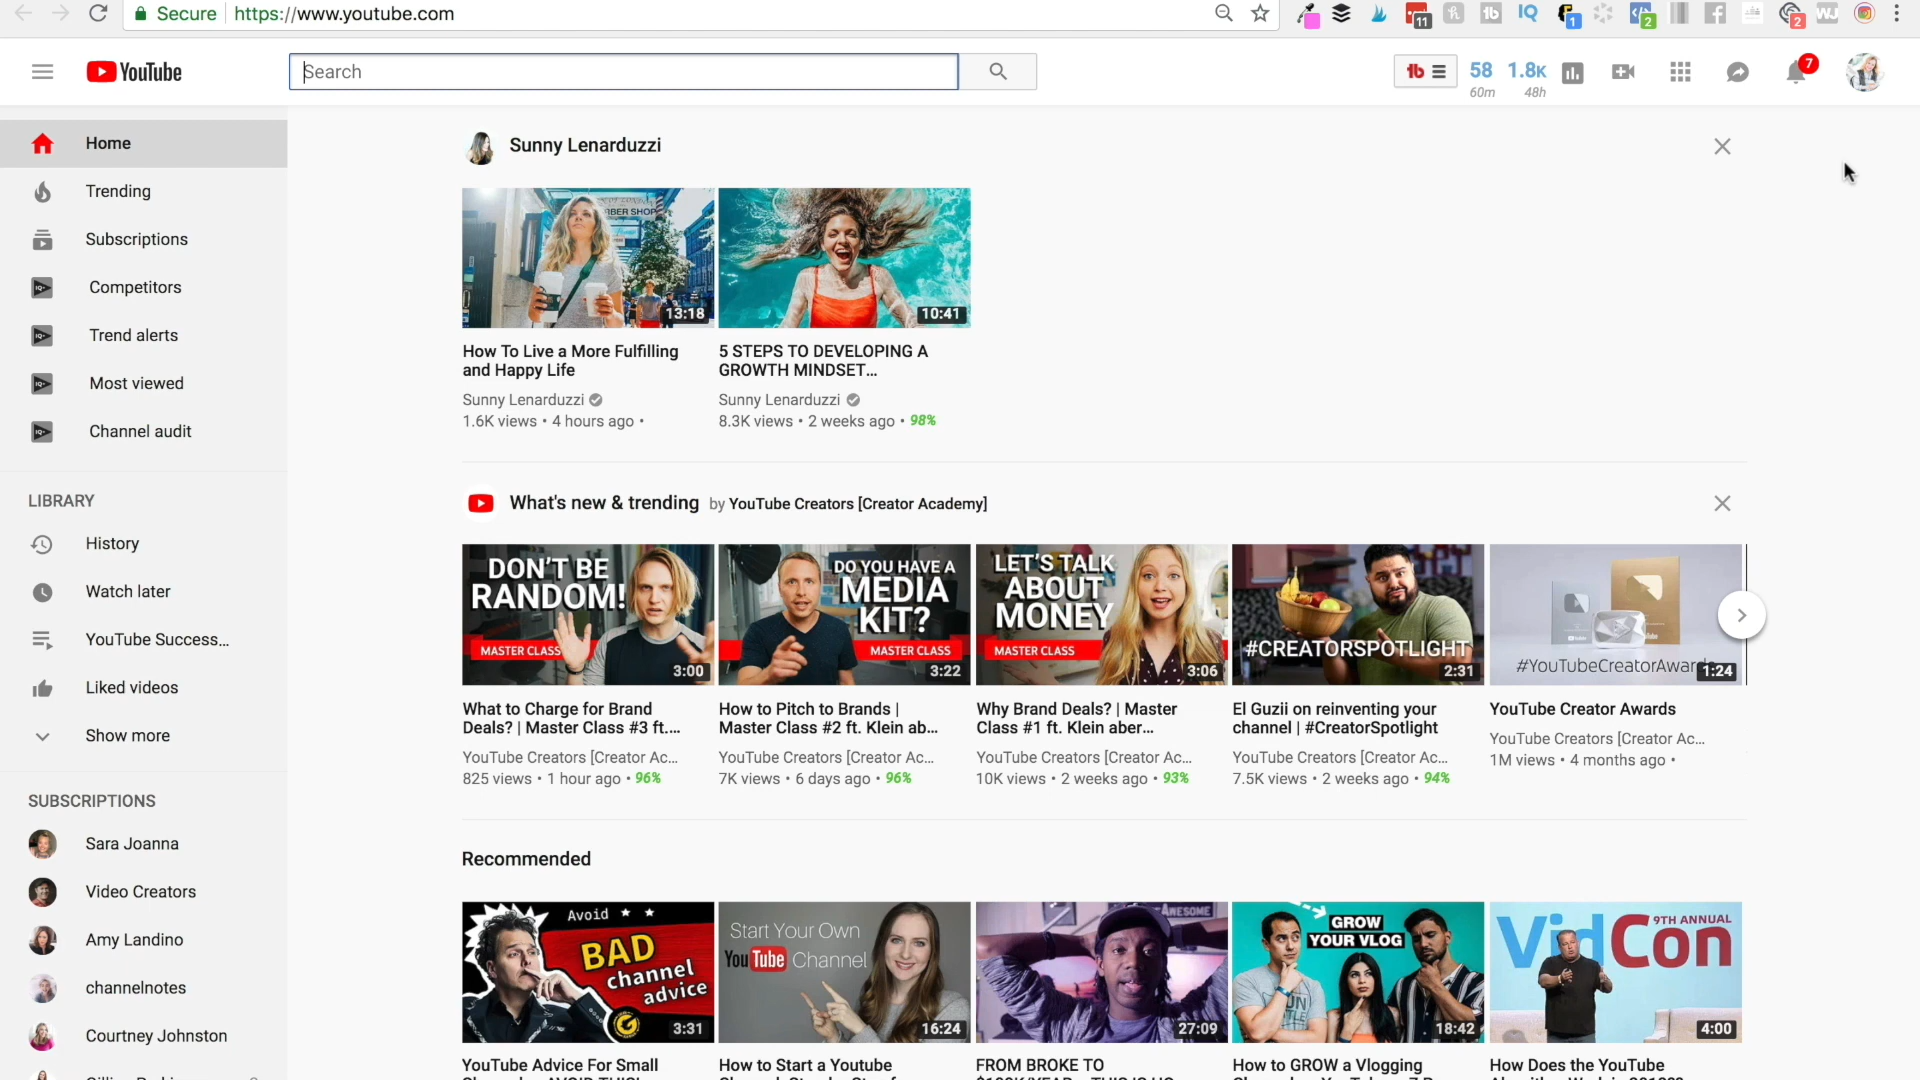 Secure https://www.youtube.com
11
1
2
2
YouTube
Search
58 1.8K
60m 48h
7
Home
Trending
Subscriptions
Competitors
Trend alerts
Most viewed
Channel audit
LIBRARY
History
Watch later
YouTube Success...
Liked videos
Show more
SUBSCRIPTIONS
Sara Joanna
Video Creators
Amy Landino
channelnotes
Courtney Johnston
Sunny Lenarduzzi
BER SHOP
13:18
10:41
How To Live a More Fulfilling
and Happy Life
Sunny Lenarduzzi
1.6K views • 4 hours ago •
5 STEPS TO DEVELOPING A
GROWTH MINDSET...
Sunny Lenarduzzi
8.3K views • 2 weeks ago • 98%
What's new & trending by YouTube Creators [Creator Academy]
DON'T BE
RANDOM!
MASTER CLASS
3:00
DO YOU HAVE A
MEDIA
KIT?
MASTER CLASS
3:22
LET'S TALK
ABOUT
MONEY
MASTER CLASS
3:06
#CREATORSPOTLIGHT
2:31
#YouTubeCreatorAwar
1:24
What to Charge for Brand
Deals? | Master Class #3 ft....
YouTube Creators [Creator Ac...
825 views • 1 hour ago • 96%
How to Pitch to Brands |
Master Class #2 ft. Klein ab...
YouTube Creators [Creator Ac...
7K views • 6 days ago • 96%
Why Brand Deals? | Master
Class #1 ft. Klein aber...
YouTube Creators [Creator Ac...
10K views • 2 weeks ago • 93%
El Guzii on reinventing your
channel | #CreatorSpotlight
YouTube Creators [Creator Ac...
7.5K views • 2 weeks ago • 94%
YouTube Creator Awards
YouTube Creators [Creator Ac...
1M views • 4 months ago •
Recommended
Avoid
BAD
channel
advice
3:31
Start Your Own
YouTube Channel
16:24
AWESOME
27:09
GROW
YOUR VLOG
18:42
9TH ANNUAL
VidCon
4:00
YouTube Advice For Small
How to Start a Youtube
FROM BROKE TO
How to GROW a Vlogging
How Does the YouTube